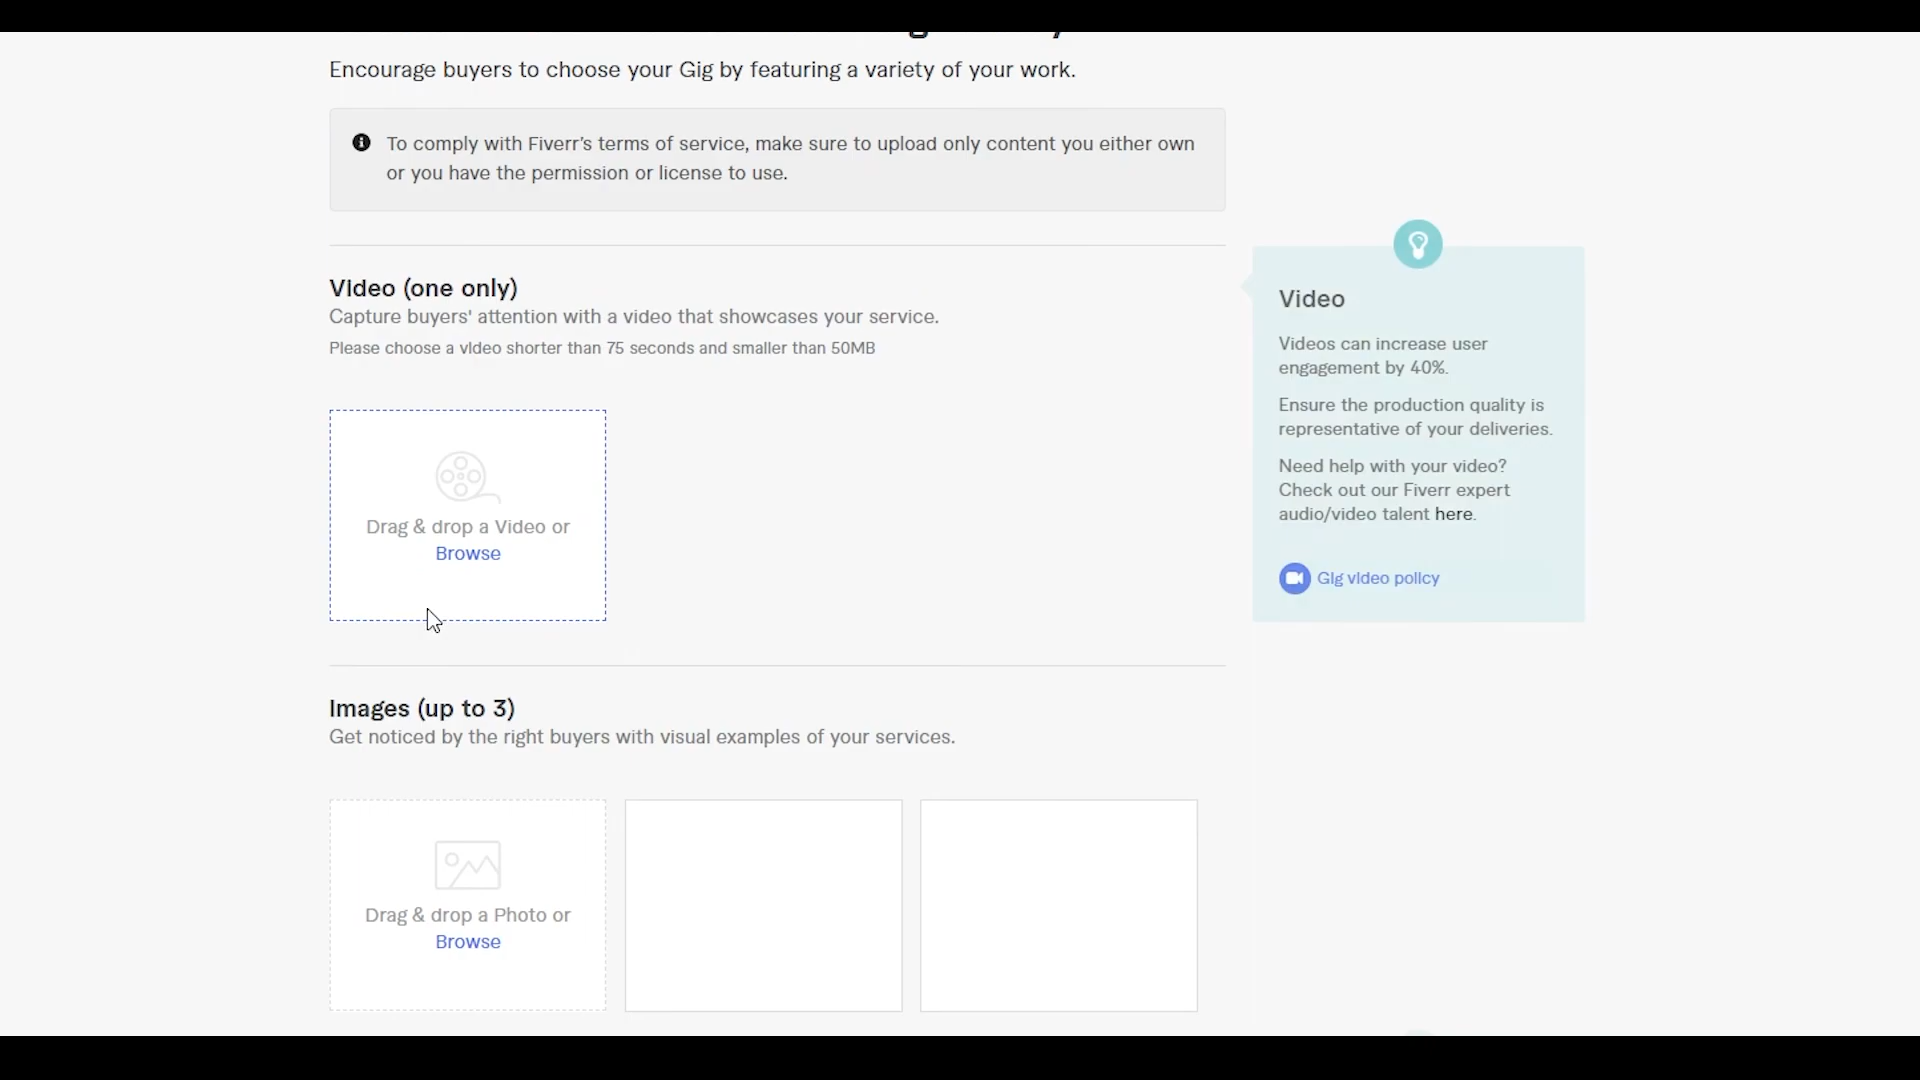 Encourage buyers to choose your Gig by featuring a variety of your work.
To comply with Fiverr's terms of service, make sure to upload only content you either own
or you have the permission or license to use.
Video (one only)
Capture buyers' attention with a video that showcases your service.
Please choose a video shorter than 75 seconds and smaller than 50MB
Drag & drop a Video or
Browse
Video
Videos can increase user
engagement by 40%.
Ensure the production quality is
representative of your deliveries.
Need help with your video?
Check out our Fiverr expert
audio/video talent here.
Gig video policy
Images (up to 3)
Get noticed by the right buyers with visual examples of your services.
Drag & drop a Photo or
Browse